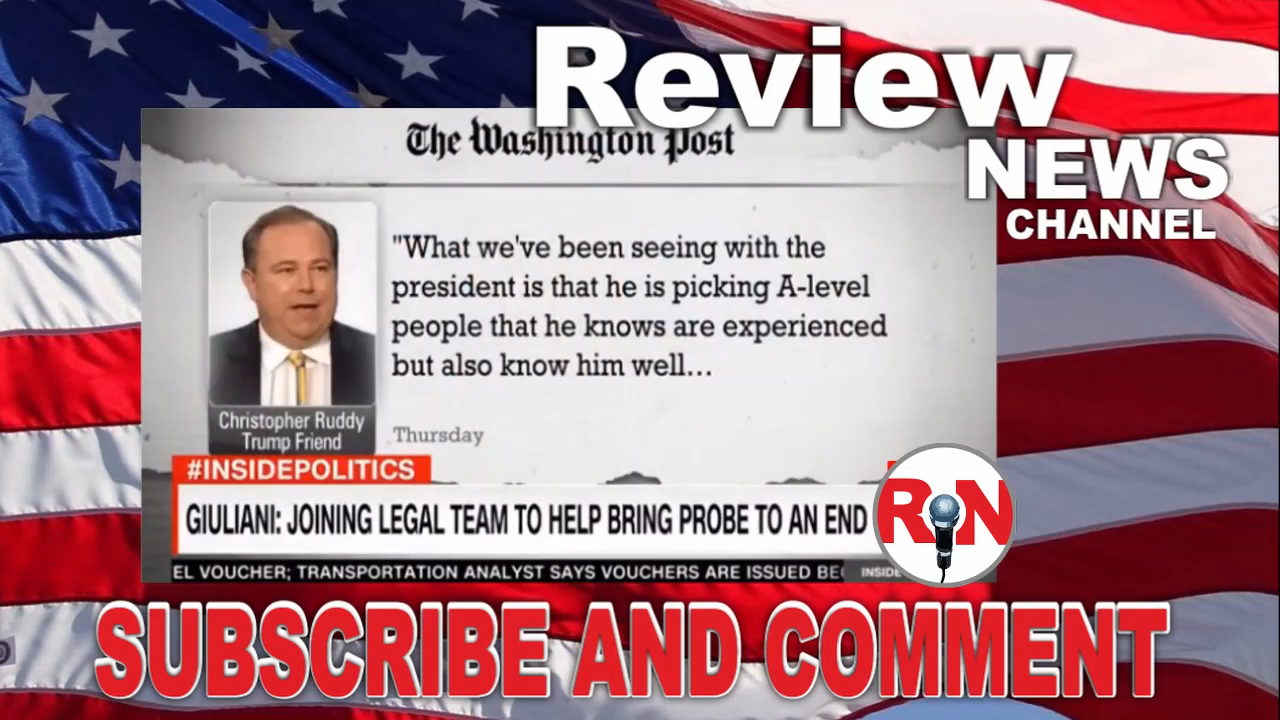 Review
NEWS
CHANNEL
The Washington Post
"What we've been seeing with the
president is that he is picking A-level
people that he knows are experienced
but also know him well...
Christopher Ruddy
Trump Friend
Thursday
#INSIDEPOLITICS
GIULIANI: JOINING LEGAL TEAM TO HELP BRING PROBE TO AN END
EL VOUCHER; TRANSPORTATION ANALYST SAYS VOUCHERS ARE ISSUED
INSIDE
RN
SUBSCRIBE AND COMMENT